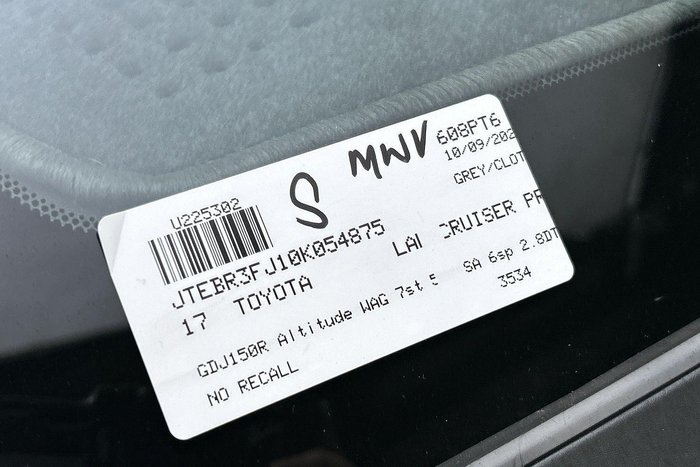 U225302
S MWV
608PT6
10/09/202
GREY/CLOT
JTEBR3FJ10K054875
17 TOYOTA LAN CRUISER PR
GDJ150R Altitude WAG 7st 5 SA 6sp 2.8DT
3534
NO RECALL